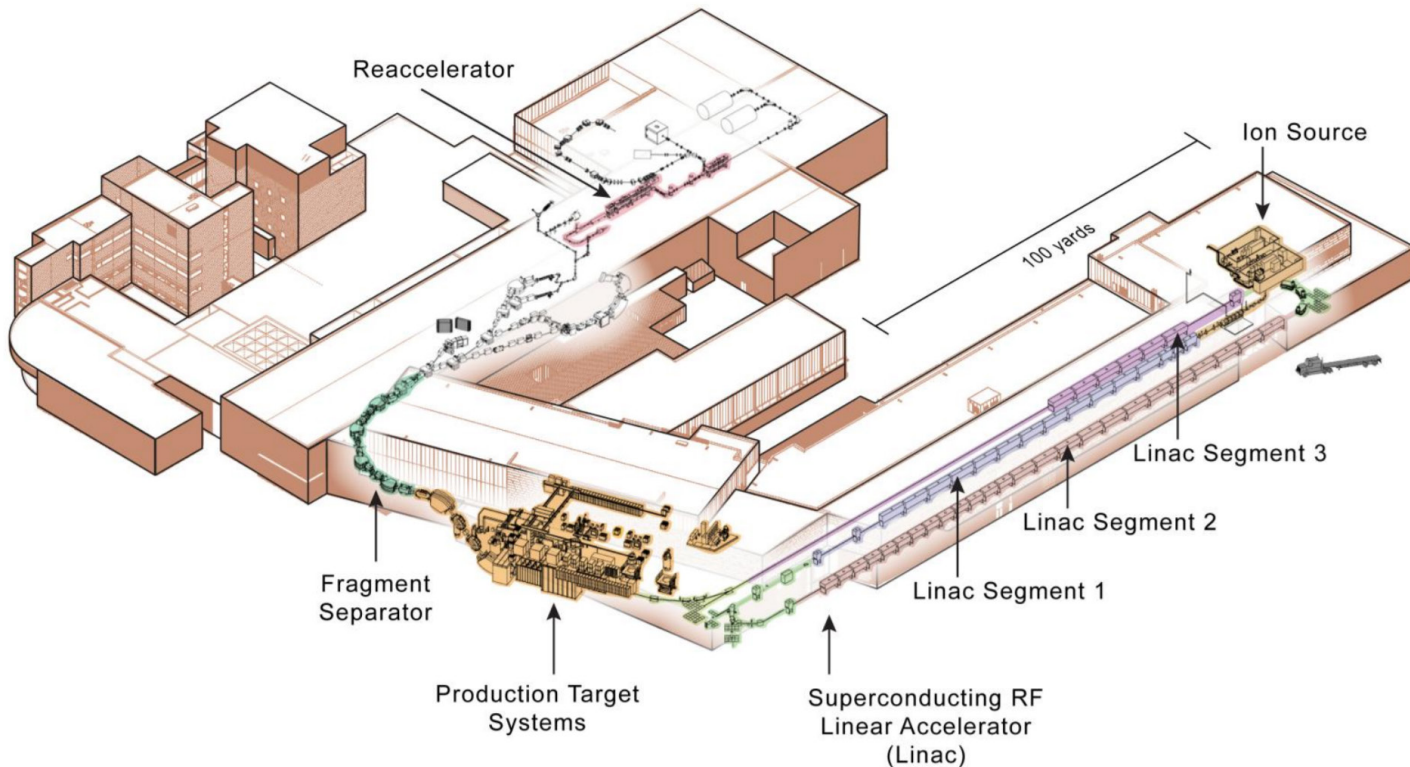 Reaccelerator
Ion Source
100 yards
Linac Segment 3
Linac Segment 2
Linac Segment 1
Fragment
Separator
Production Target
Systems
Superconducting RF
Linear Accelerator
(Linac)